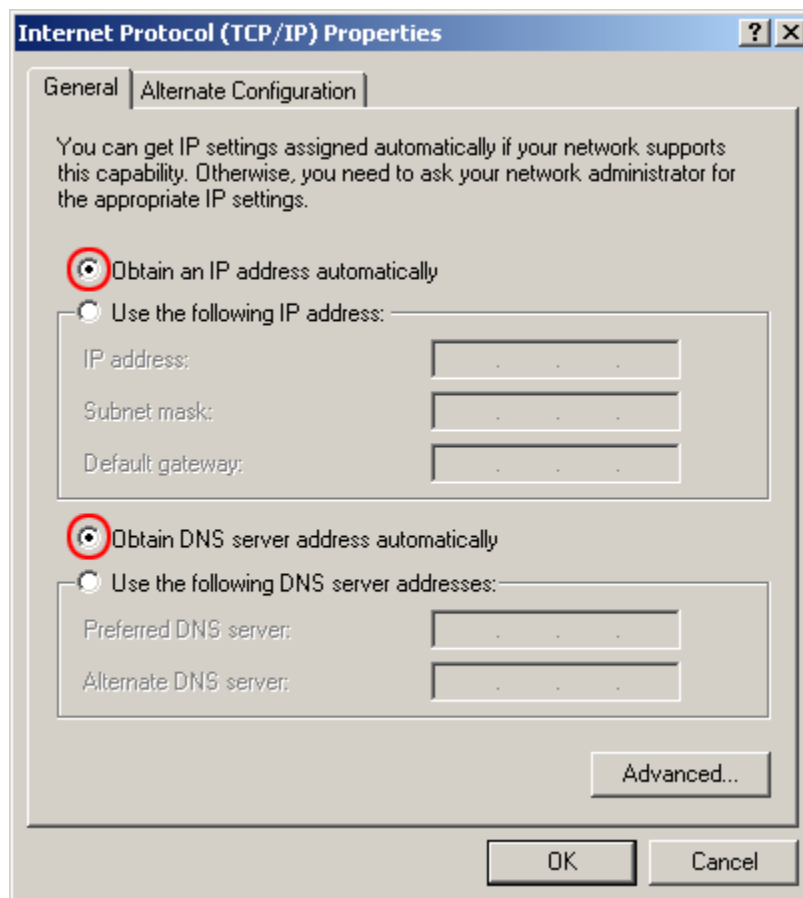 Internet Protocol (TCP/IP) Properties
General
Alternate Configuration
You can get IP settings assigned automatically if your network supports
this capability. Otherwise, you need to ask your network administrator for
the appropriate IP settings.
Obtain an IP address automatically
Use the following IP address:
IP address:
Subnet mask:
Default gateway:
Obtain DNS server address automatically
Use the following DNS server addresses:
Preferred DNS server:
Alternate DNS server:
Advanced...
OK
Cancel